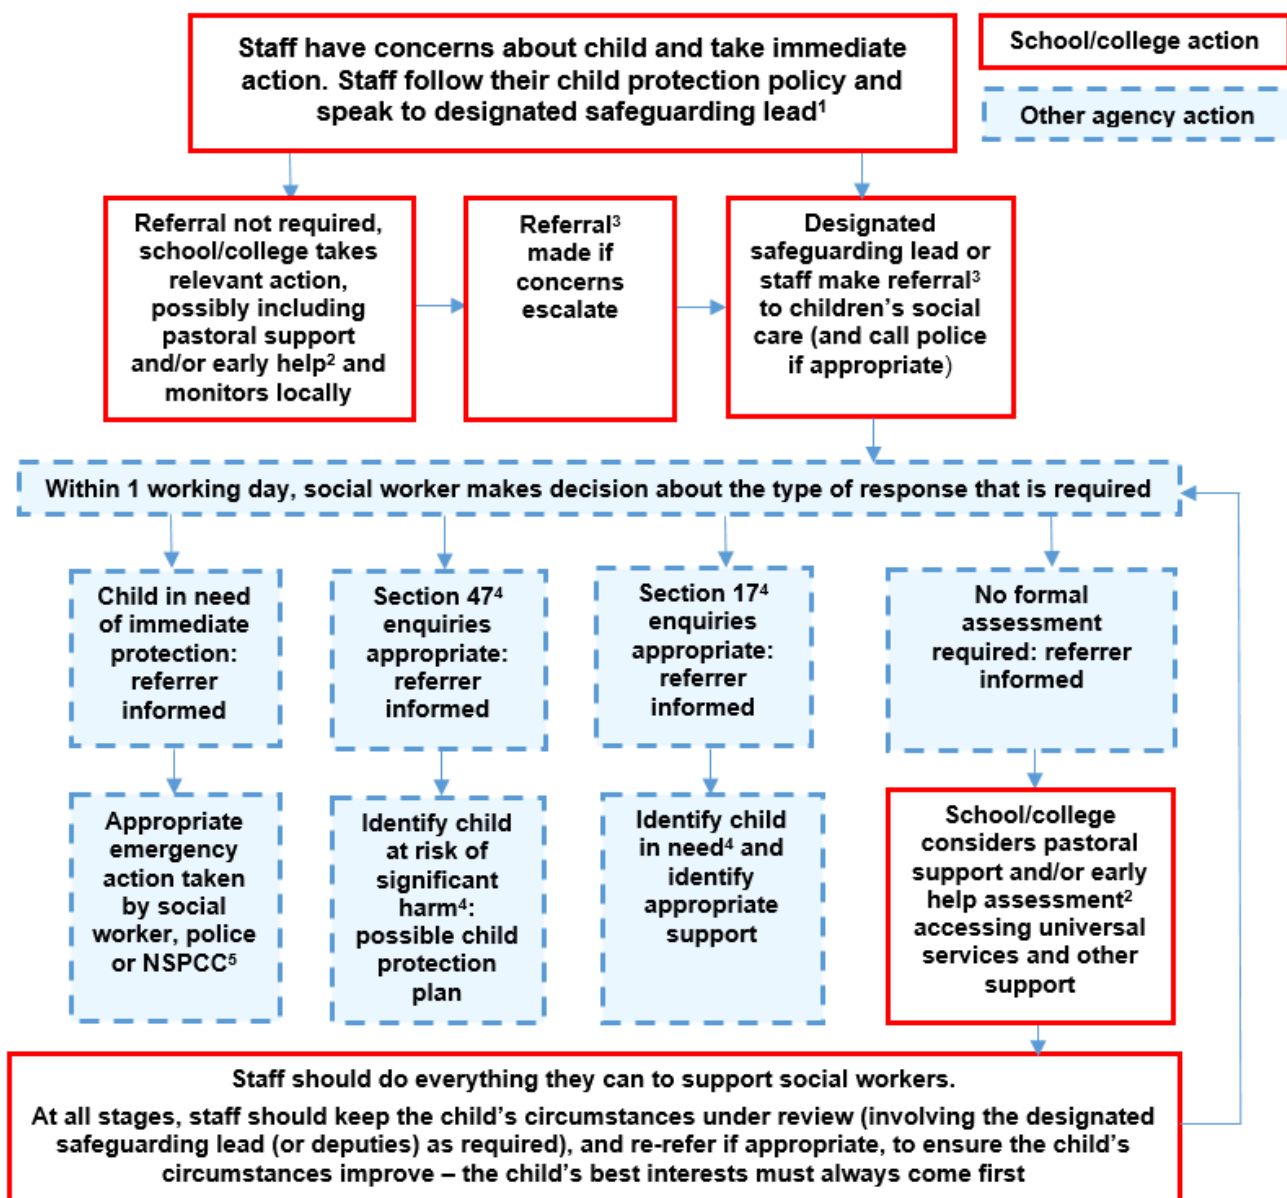 Staff have concerns about child and take immediate
action. Staff follow their child protection policy and
speak to designated safeguarding lead¹
School/college action
Other agency action
Referral not required,
school/college takes
relevant action,
possibly including
pastoral support
and/or early help² and
monitors locally
Referral³
made if
concerns
escalate
Designated
safeguarding lead or
staff make referral³
to children’s social
care (and call police
if appropriate)
Within 1 working day, social worker makes decision about the type of response that is required
Child in need
of immediate
protection:
referrer
informed
Section 47⁴
enquiries
appropriate:
referrer
informed
Section 17⁴
enquiries
appropriate:
referrer
informed
No formal
assessment
required: referrer
informed
Appropriate
emergency
action taken
by social
worker, police
or NSPCC⁵
Identify child
at risk of
significant
harm⁴:
possible child
protection
plan
Identify child
in need⁴ and
identify
appropriate
support
School/college
considers pastoral
support and/or early
help assessment²
accessing universal
services and other
support
Staff should do everything they can to support social workers.
At all stages, staff should keep the child’s circumstances under review (involving the designated
safeguarding lead (or deputies) as required), and re-refer if appropriate, to ensure the child’s
circumstances improve – the child’s best interests must always come first